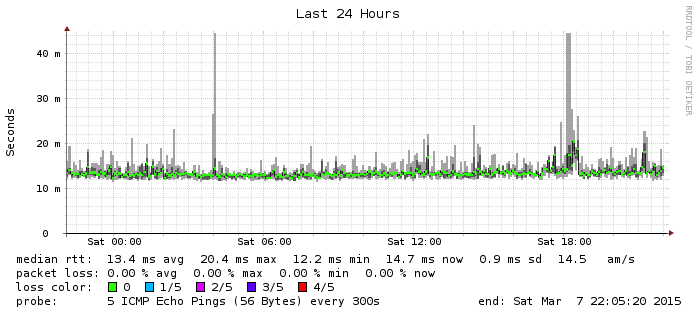 Last 24 Hours
RRDTOOL / TOBI OETIKER
Seconds
40 m
30 m
20 m
10 m
0
Sat 00:00 Sat 06:00 Sat 12:00 Sat 18:00
median rtt: 13.4 ms avg 20.4 ms max 12.2 ms min 14.7 ms now 0.9 ms sd 14.5 am/s
packet loss: 0.00 % avg 0.00 % max 0.00 % min 0.00 % now
loss color: 0 1/5 2/5 3/5 4/5
probe: 5 ICMP Echo Pings (56 Bytes) every 300s end: Sat Mar 7 22:05:20 2015